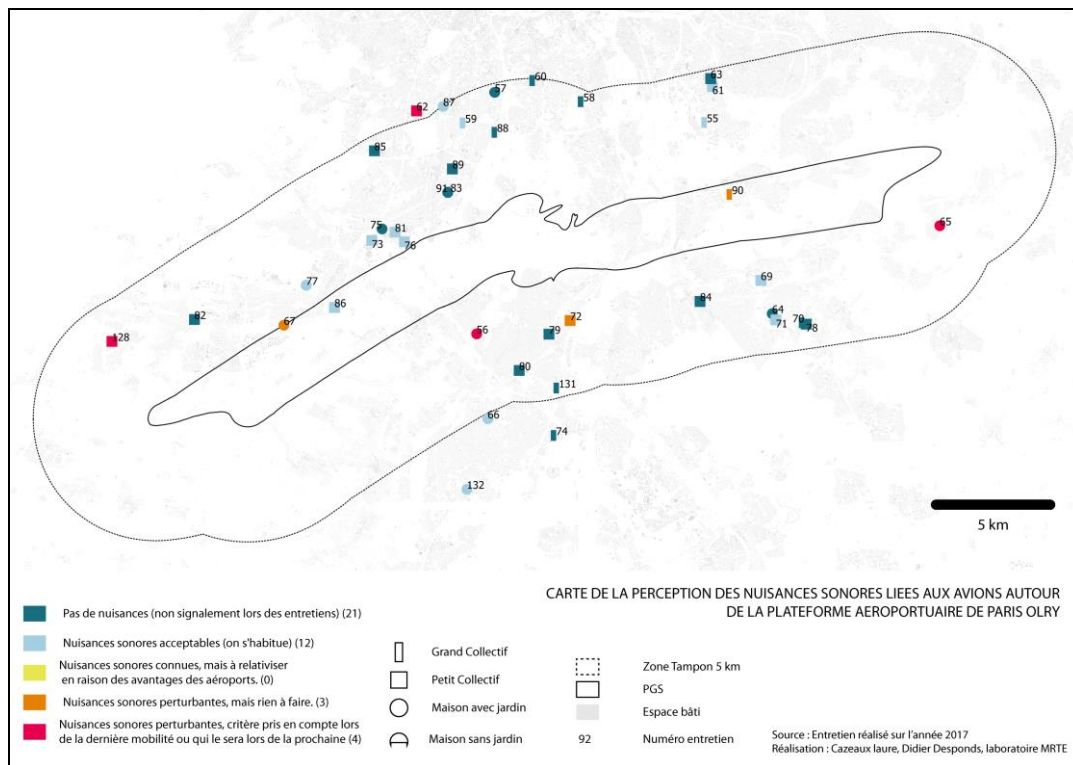 60
63
57
58
61
62
87
59
88
55
85
89
91 83
90
75
81
73
76
65
77
69
86
84
82
67
64
70
71
78
72
128
56
79
80
131
66
74
132
5 km
CARTE DE LA PERCEPTION DES NUISANCES SONORES LIEES AUX AVIONS AUTOUR
DE LA PLATEFORME AEROPORTUAIRE DE PARIS OLRY
Pas de nuisances (non signalement lors des entretiens) (21)
Nuisances sonores acceptables (on s'habitue) (12)
Nuisances sonores connues, mais à relativiser
en raison des avantages des aéroports. (0)
Nuisances sonores perturbantes, mais rien à faire. (3)
Nuisances sonores perturbantes, critère pris en compte lors
de la dernière mobilité ou qui le sera lors de la prochaine (4)
Grand Collectif
Petit Collectif
Maison avec jardin
Maison sans jardin
Zone Tampon 5 km
PGS
Espace bâti
92 Numéro entretien
Source : Entretien réalisé sur l'année 2017
Réalisation : Cazeaux laure, Didier Desponds, laboratoire MRTE